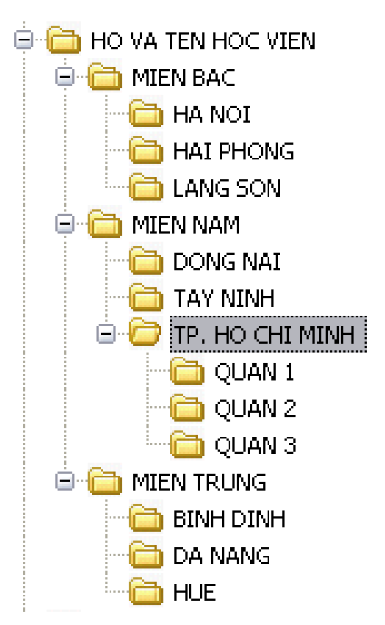 HO VA TEN HOC VIEN
MIEN BAC
HA NOI
HAI PHONG
LANG SON
MIEN NAM
DONG NAI
TAY NINH
TP. HO CHI MINH
QUAN 1
QUAN 2
QUAN 3
MIEN TRUNG
BINH DINH
DA NANG
HUE